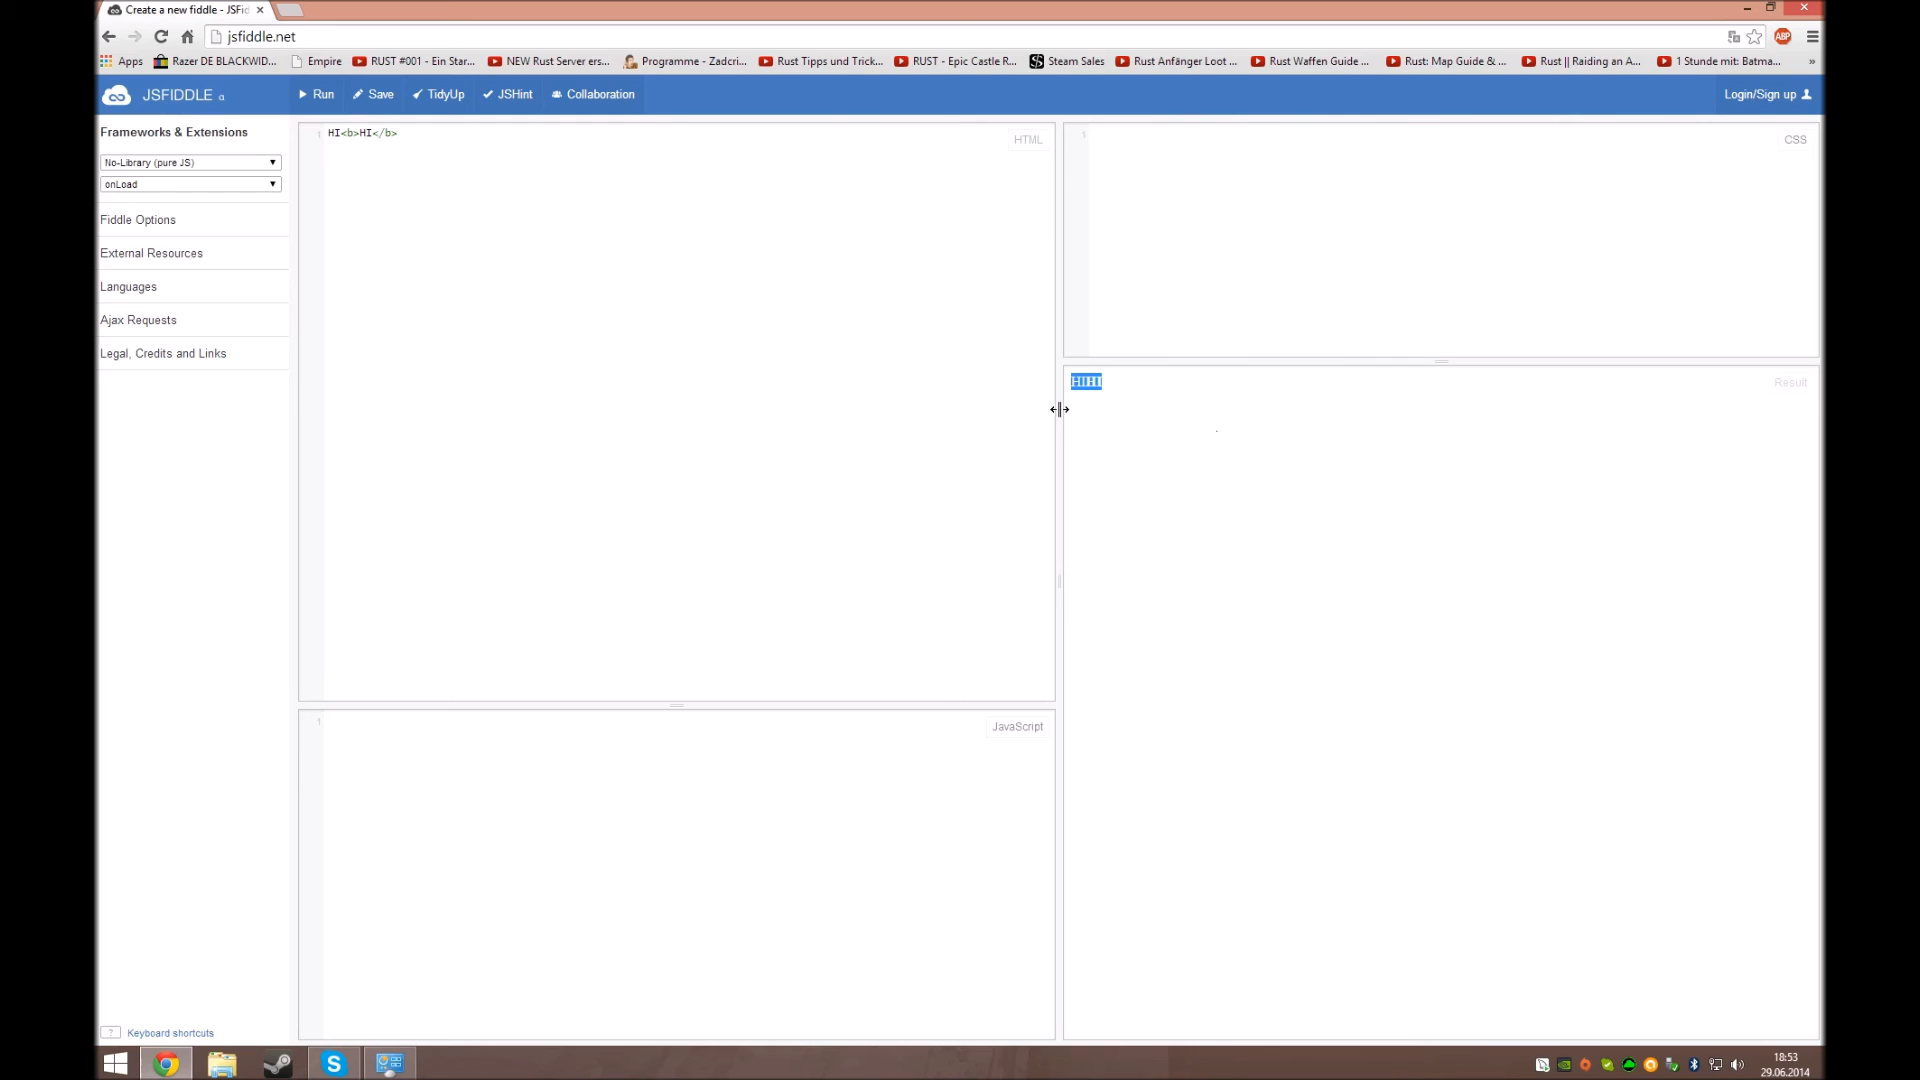 Create a new fiddle - JSFid
jsfiddle.net
Apps Razer DE BLACKWID... Empire RUST #001 - Ein Star... NEW Rust Server ers... Programme - Zadcri... Rust Tipps und Trick... RUST - Epic Castle R... Steam Sales Rust Anfänger Loot ... Rust Waffen Guide ... Rust: Map Guide & ... Rust || Raiding an A... 1 Stunde mit: Batma... »
JSFIDDLE α Run Save TidyUp JSHint Collaboration Login/Sign up
Frameworks & Extensions
No-Library (pure JS)
onLoad
Fiddle Options
External Resources
Languages
Ajax Requests
Legal, Credits and Links
1 HI<b>HI</b>
HTML
1
CSS
HIHI
Result
1
JavaScript
? Keyboard shortcuts
18:53
29.06.2014